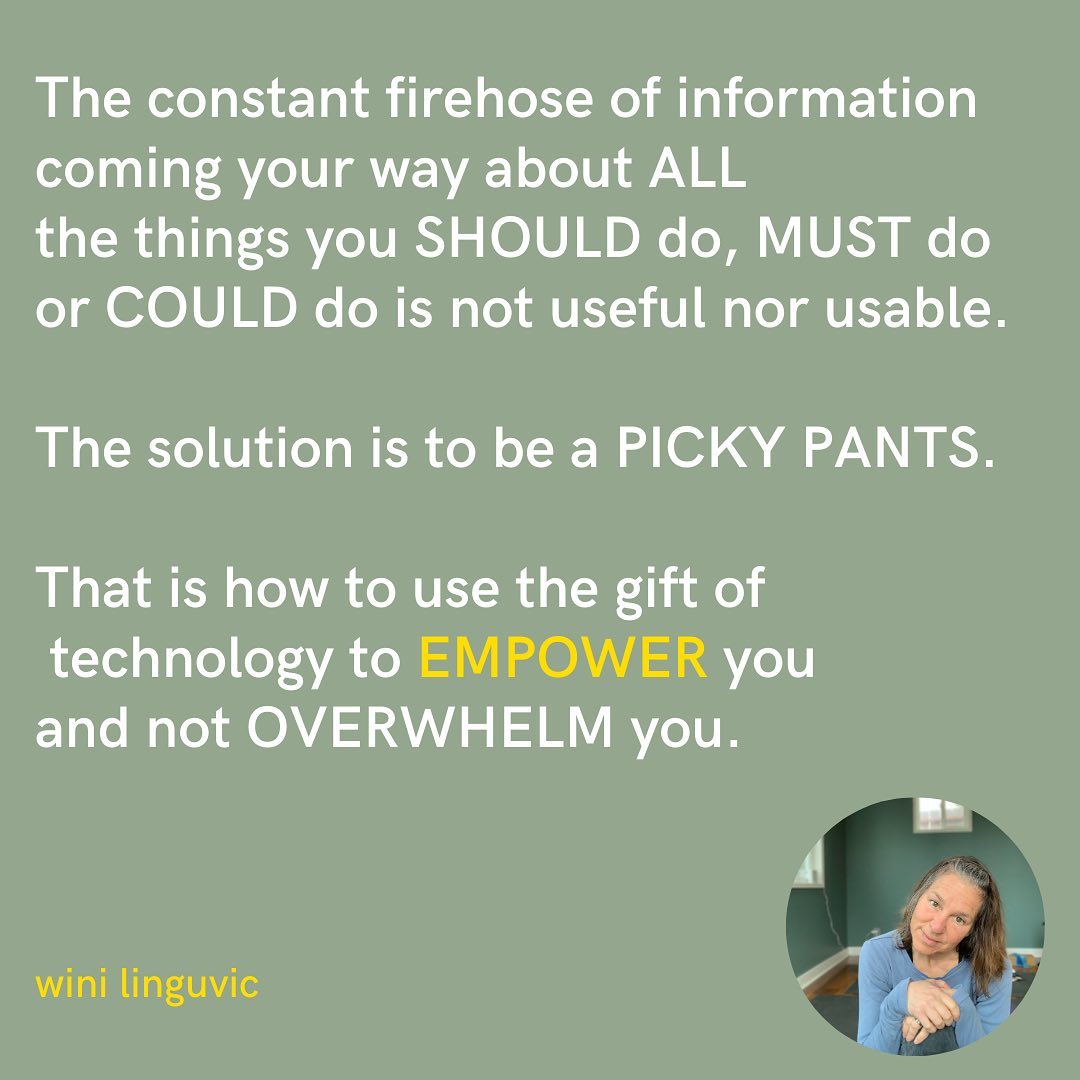 The constant firehose of information
coming your way about ALL
the things you SHOULD do, MUST do
or COULD do is not useful nor usable.
The solution is to be a PICKY PANTS.
That is how to use the gift of
technology to EMPOWER you
and not OVERWHELM you.
wini linguvic